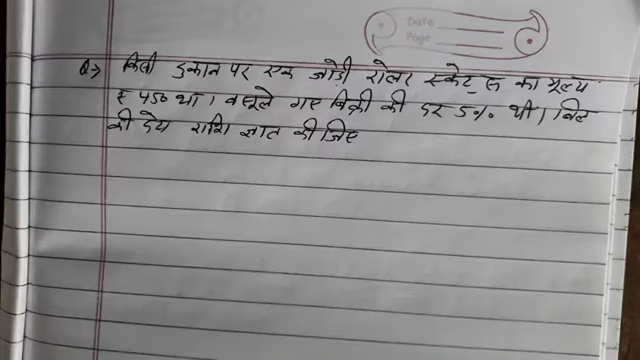 Date
Page
Q→ किसी दुकान पर एक जोड़ी रोलर स्केट्स का मूल्य
₹ 450 था। वसूले गए बिक्री की दर 5% थी। बिल
की देय राशि ज्ञात कीजिए